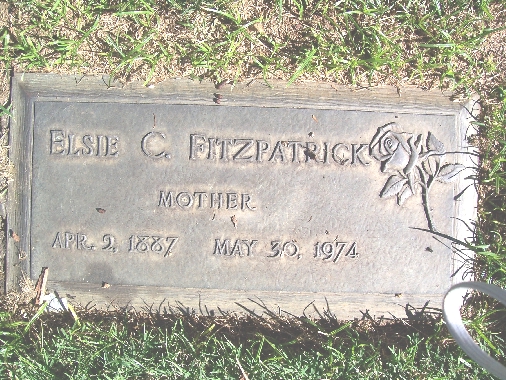 Elsie C. Fitzpatrick
Mother
Apr. 9, 1887 May 30, 1974